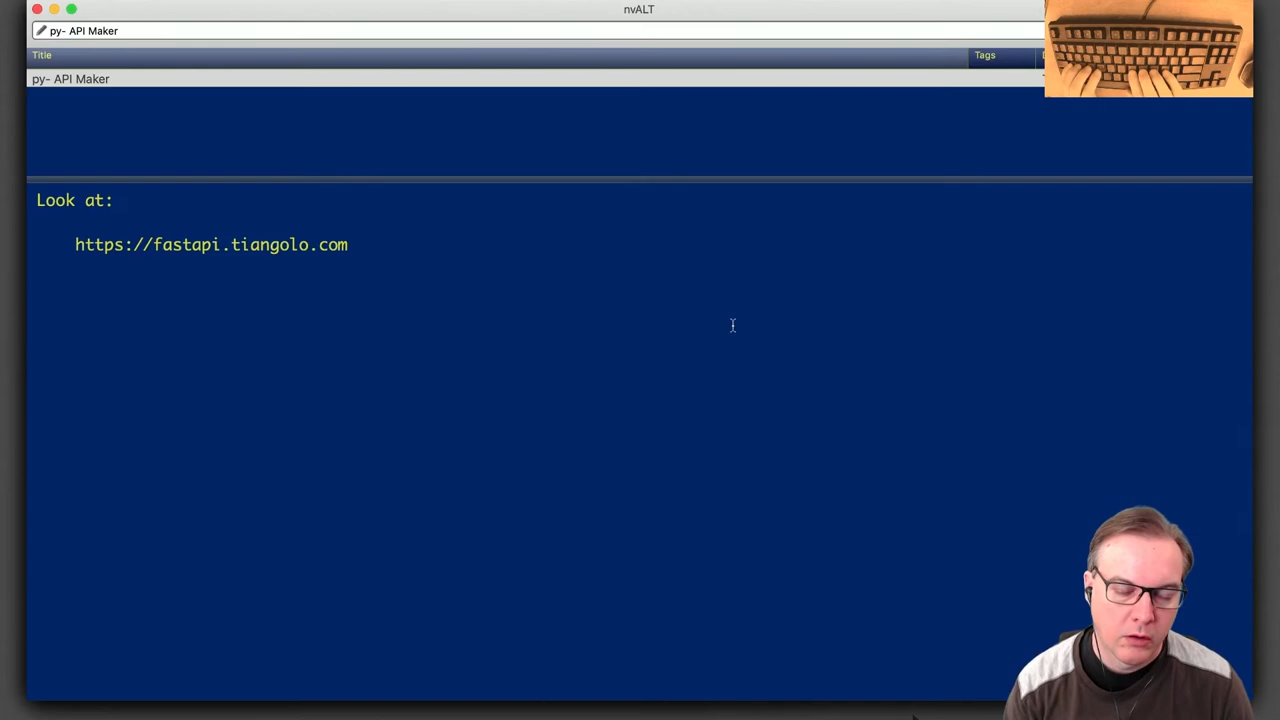 nvALT
py- API Maker
Title
Tags
py- API Maker
Look at:
https://fastapi.tiangolo.com